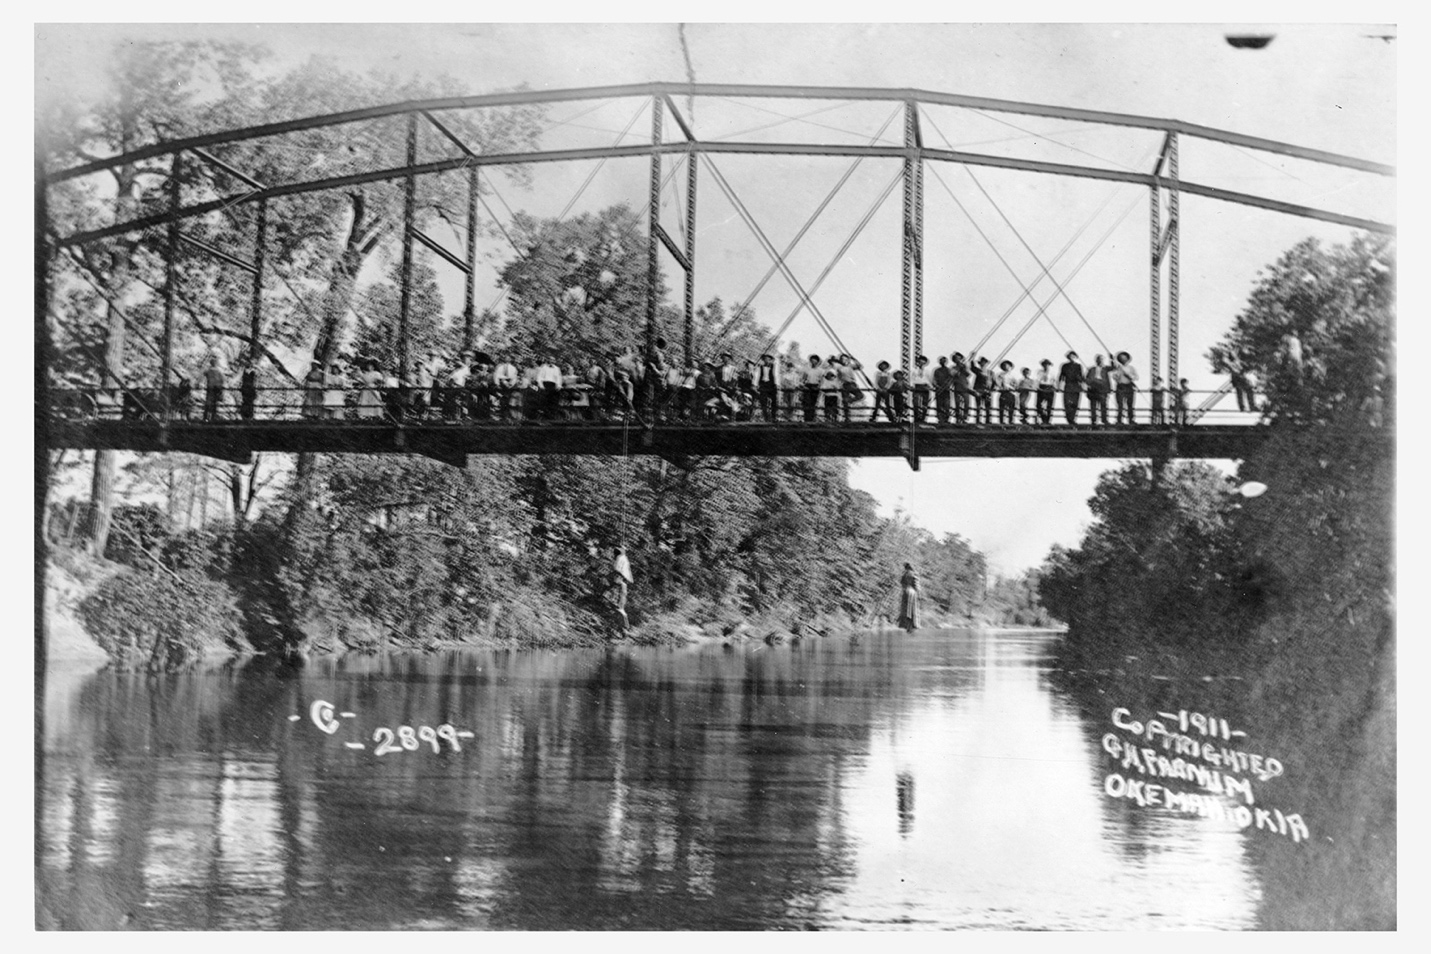 - C -
- 2899 -
- 1911 -
COPYRIGHTED
G.H. FARNUM
OKEMAH. OKLA